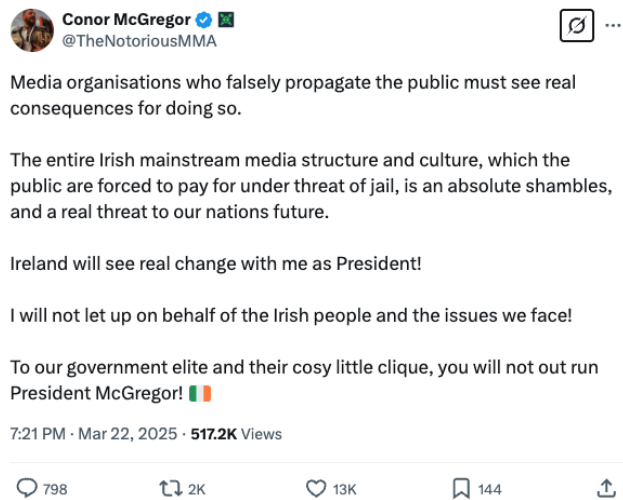 Conor McGregor
@TheNotoriousMMA
Media organisations who falsely propagate the public must see real
consequences for doing so.
The entire Irish mainstream media structure and culture, which the
public are forced to pay for under threat of jail, is an absolute shambles,
and a real threat to our nations future.
Ireland will see real change with me as President!
I will not let up on behalf of the Irish people and the issues we face!
To our government elite and their cosy little clique, you will not out run
President McGregor! 🇮🇪
7:21 PM · Mar 22, 2025 · 517.2K Views
798 2K 13K 144